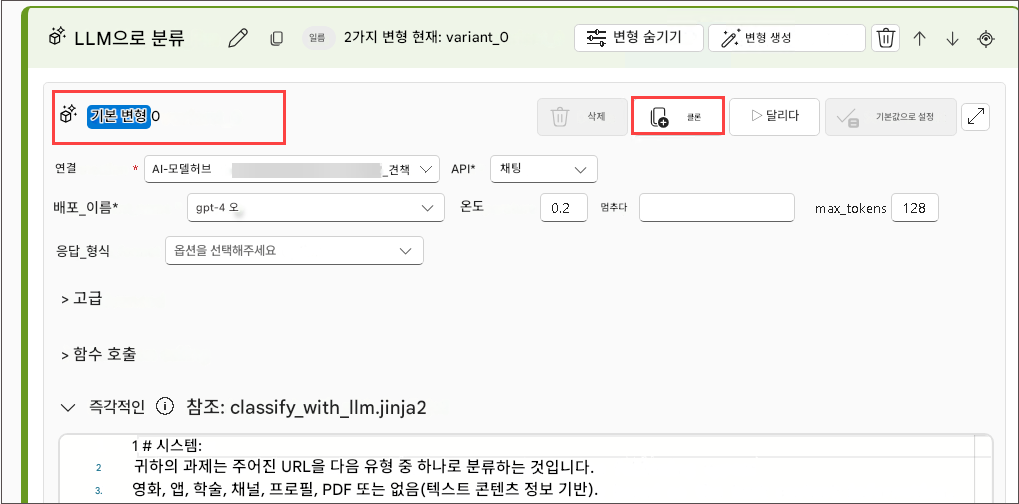 LLM으로 분류 일름 2가지 변형 현재: variant_0 변형 숨기기 변형 생성
기본 변형 0 삭제 클론 달리다 기본값으로 설정
연결 * AI-모델허브 _견책 API* 채팅
배포_이름* gpt-4 오 온도 0.2 멈추다 max_tokens 128
응답_형식 옵션을 선택해주세요
> 고급
> 함수 호출
즉각적인 참조: classify_with_llm.jinja2
1 # 시스템:
2 귀하의 과제는 주어진 URL을 다음 유형 중 하나로 분류하는 것입니다.
3. 영화, 앱, 학술, 채널, 프로필, PDF 또는 없음(텍스트 콘텐츠 정보 기반).